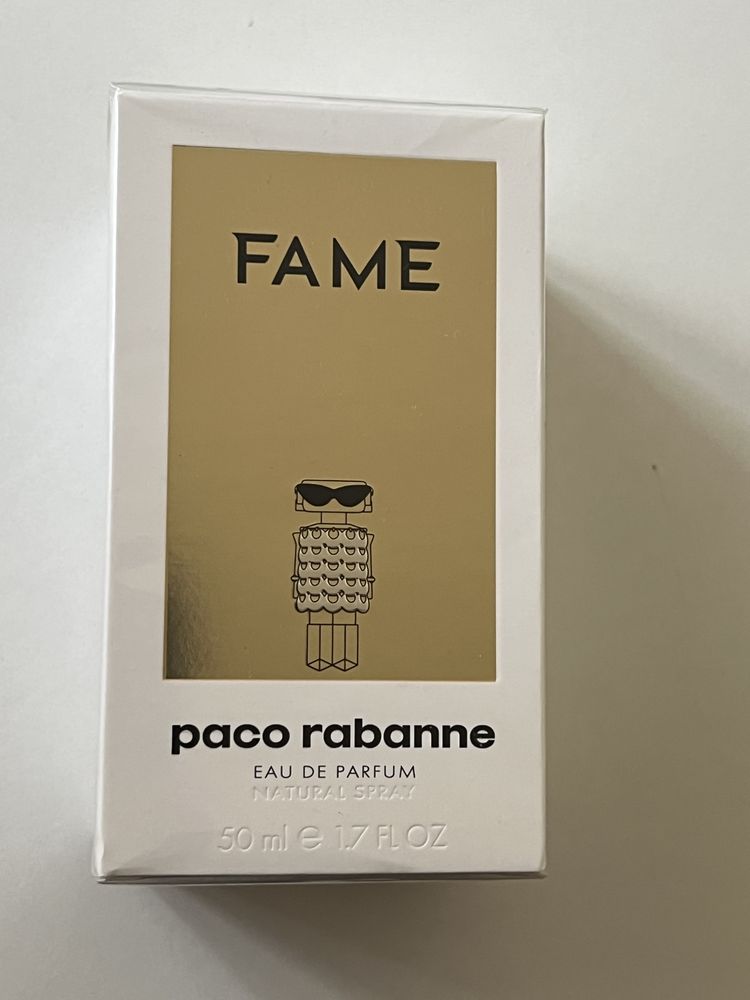 FAME
paco rabanne
EAU DE PARFUM
NATURAL SPRAY
50 ml e 1.7 FL OZ